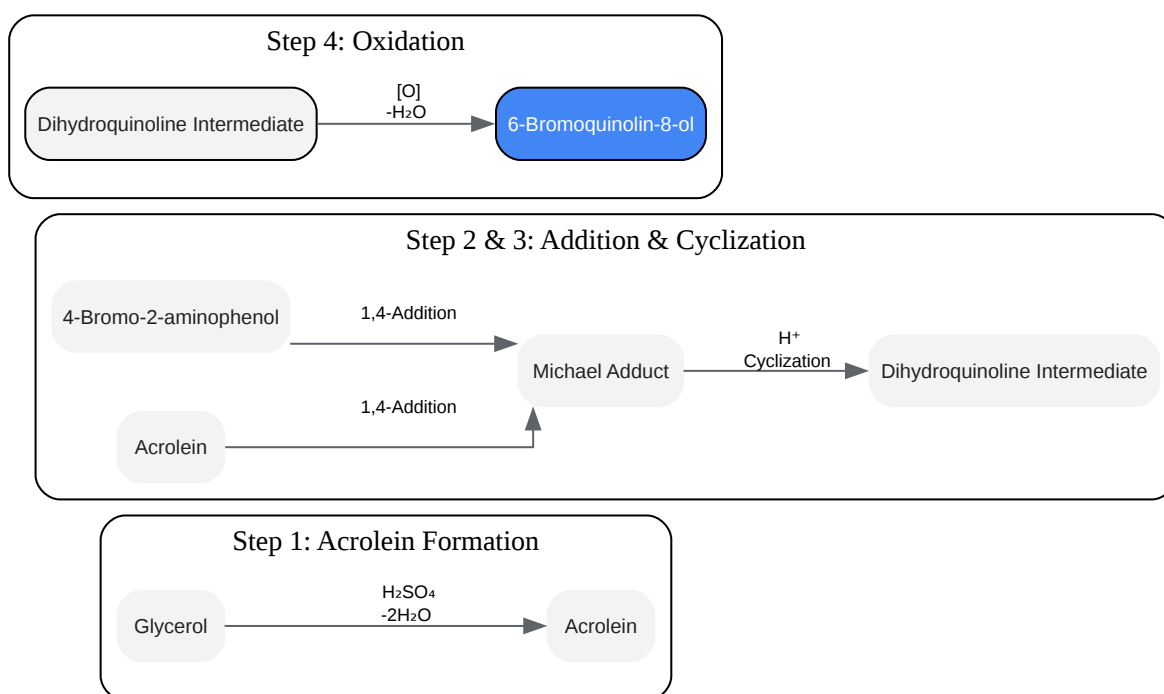 Step 4: Oxidation
Dihydroquinoline Intermediate
[O]
-H₂O
6-Bromoquinolin-8-ol
Step 2 & 3: Addition & Cyclization
4-Bromo-2-aminophenol
1,4-Addition
Acrolein
1,4-Addition
Michael Adduct
H⁺
Cyclization
Dihydroquinoline Intermediate
Step 1: Acrolein Formation
Glycerol
H₂SO₄
-2H₂O
Acrolein